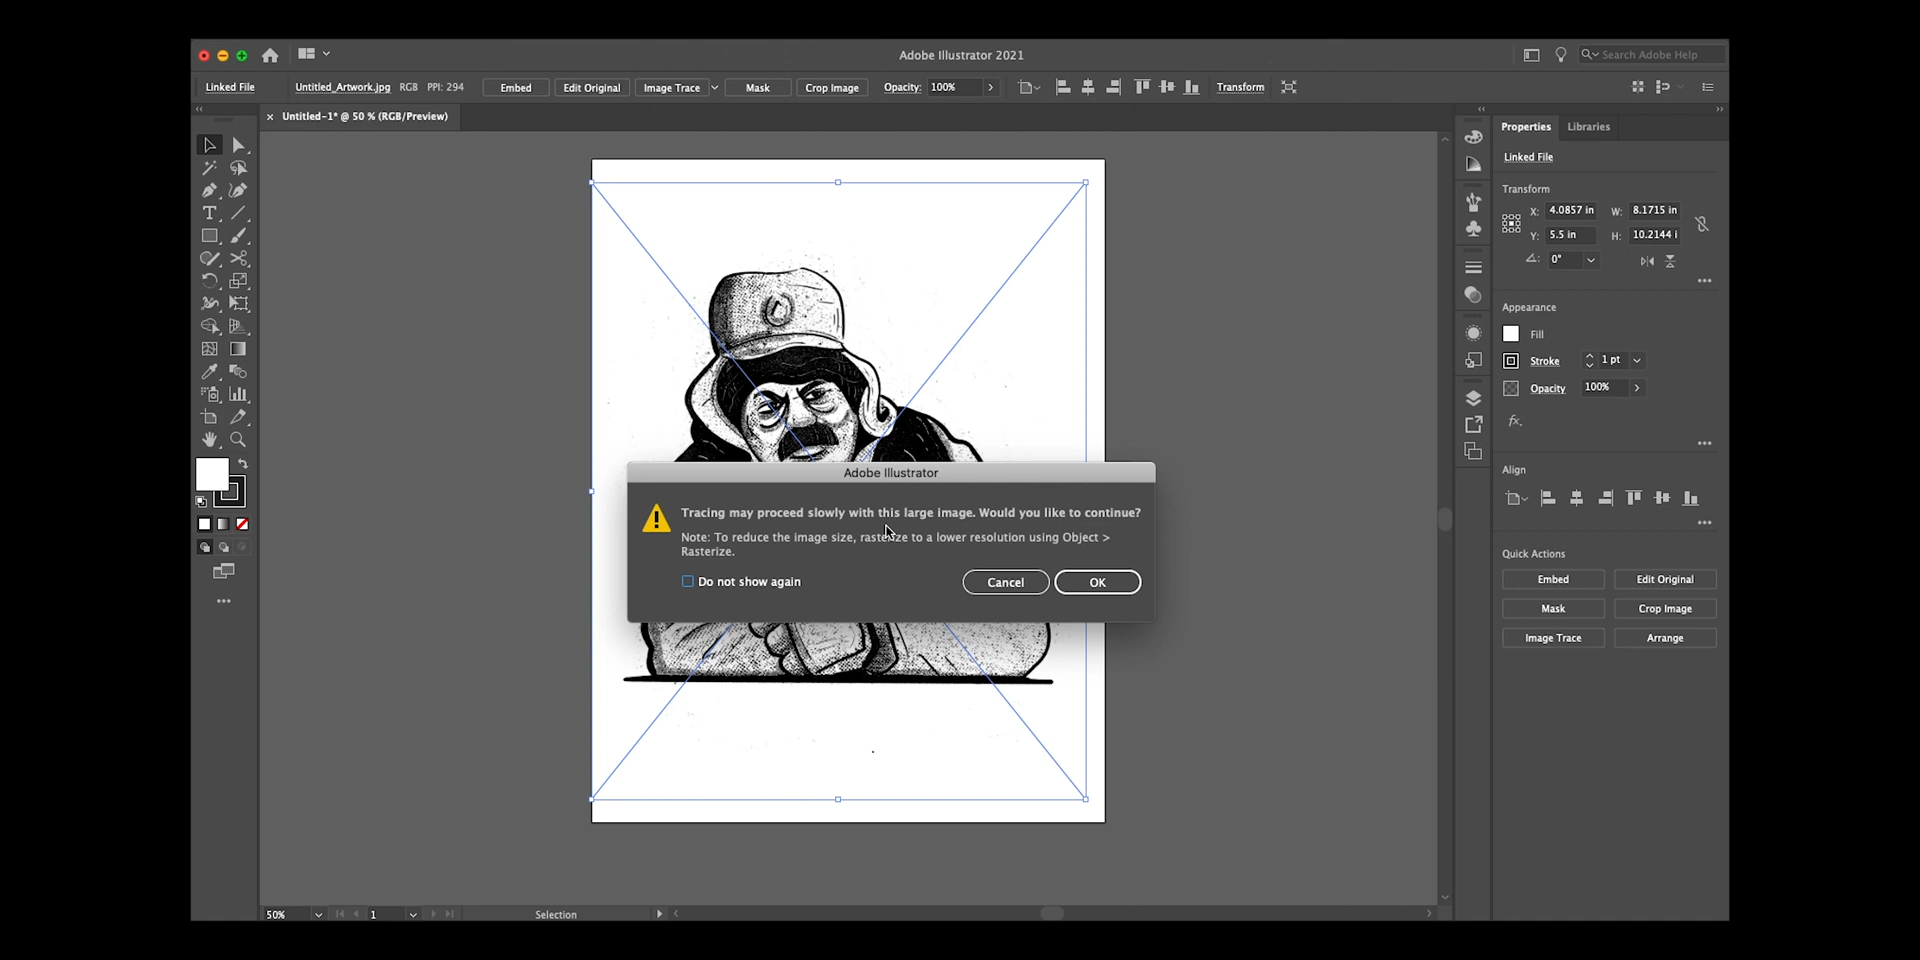 Adobe Illustrator 2021
Search Adobe Help
Linked File
Untitled_Artwork.jpg
RGB
PPI: 294
Embed
Edit Original
Image Trace
Mask
Crop Image
Opacity:
100%
Transform
× Untitled-1* @ 50 % (RGB/Preview)
Properties
Libraries
Linked File
Transform
X: 4.0857 in
W: 8.1715 in
Y: 5.5 in
H: 10.2144 i
0°
Appearance
Fill
Stroke
1 pt
Opacity
100%
fx.
Align
Quick Actions
Embed
Edit Original
Mask
Crop Image
Image Trace
Arrange
Adobe Illustrator
Tracing may proceed slowly with this large image. Would you like to continue?
Note: To reduce the image size, rasterize to a lower resolution using Object >
Rasterize.
Do not show again
Cancel
OK
50%
1
Selection